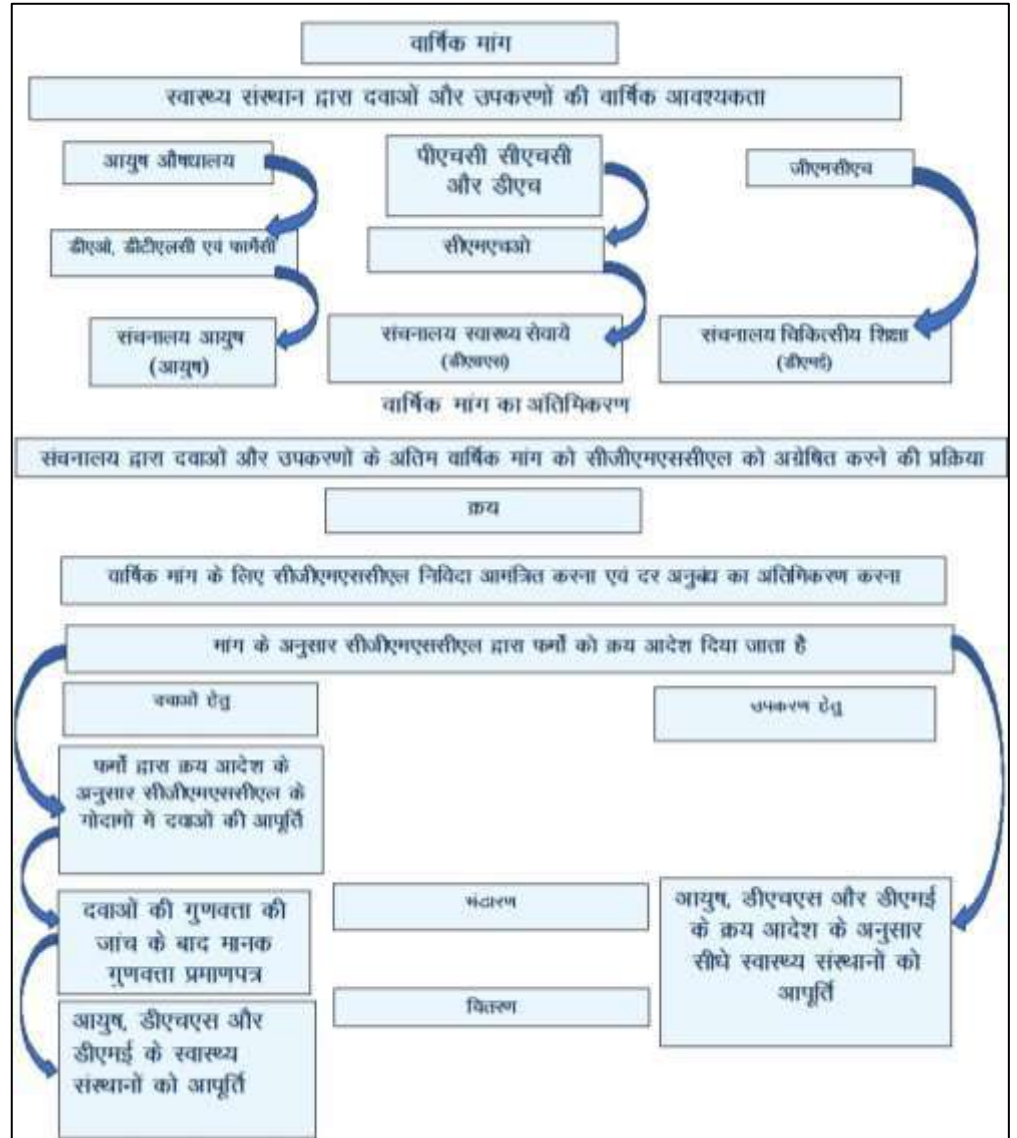 वार्षिक मांग
स्वास्थ्य संस्थान द्वारा दवाओं और उपकरणों की वार्षिक आवश्यकता
आयुष औषधालय
पीएचसी सीएचसी
और डीएच
जीएमसीएच
डीएओ, डीटीएलसी एवं फार्मेसी
सीएमएचओ
संचनालय आयुष
(आयुष)
संचनालय स्वास्थ्य सेवायें
(डीएचएस)
संचनालय चिकित्सीय शिक्षा
(डीएमई)
वार्षिक मांग का अंतिमिकरण
संचनालय द्वारा दवाओं और उपकरणों के अंतिम वार्षिक मांग को सीजीएमएससीएल को अग्रेषित करने की प्रक्रिया
क्रय
वार्षिक मांग के लिए सीजीएमएससीएल निविदा आमंत्रित करना एवं दर अनुबंध का अंतिमिकरण करना
मांग के अनुसार सीजीएमएससीएल द्वारा फर्मों को क्रय आदेश दिया जाता है
दवाओं हेतु
उपकरण हेतु
फर्मों द्वारा क्रय आदेश के
अनुसार सीजीएमएससीएल के
गोदामों में दवाओं की आपूर्ति
दवाओं की गुणवत्ता की
जांच के बाद मानक
गुणवत्ता प्रमाणपत्र
भंडारण
आयुष, डीएचएस और डीएमई
के क्रय आदेश के अनुसार
सीधे स्वास्थ्य संस्थानों को
आपूर्ति
वितरण
आयुष, डीएचएस और
डीएमई के स्वास्थ्य
संस्थानों को आपूर्ति